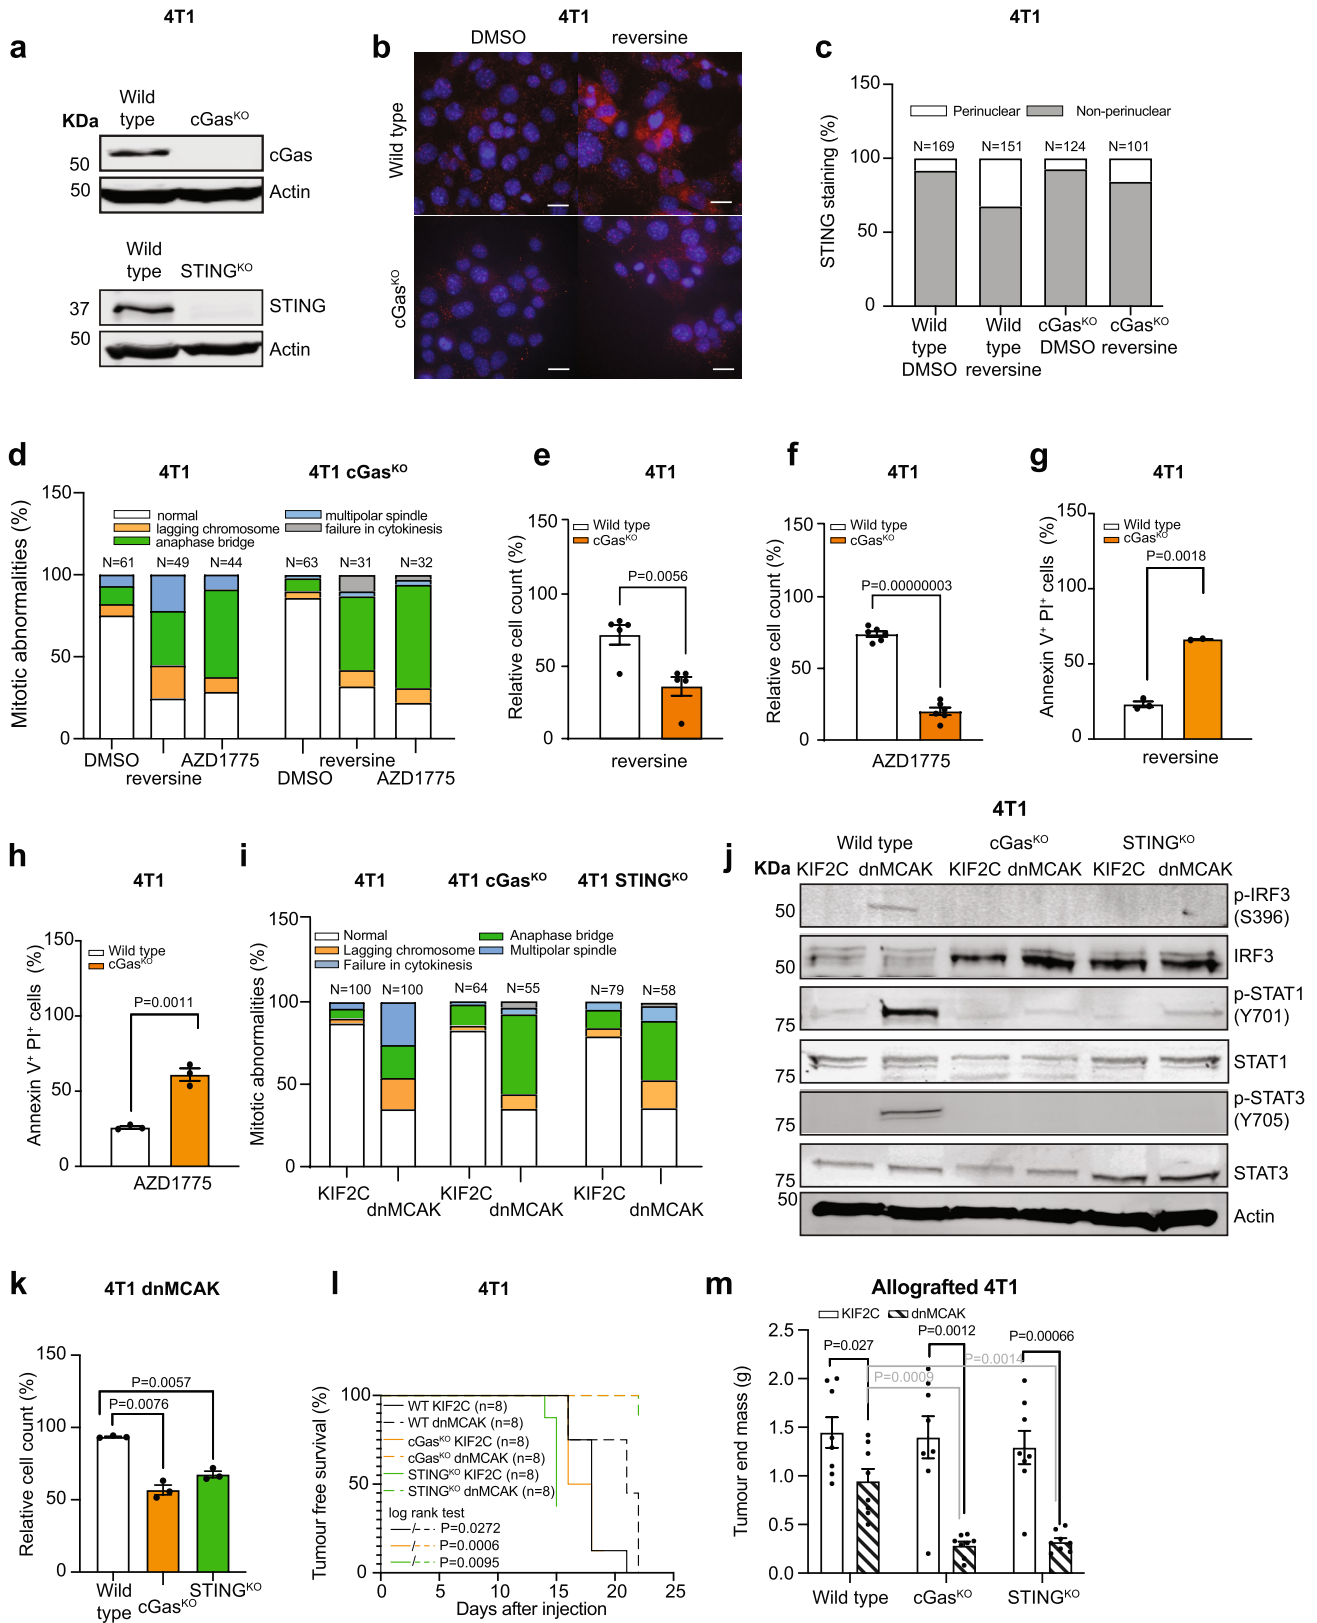 4T1
a
Wild
type
cGasKO
KDa
50
cGas
50
Actin
Wild
type
STINGKO
37
STING
50
Actin
4T1
b
DMSO
reversine
Wild type
cGasKO
4T1
c
STING staining (%)
150
100
50
0
Perinuclear
Non-perinuclear
N=169
N=151
N=124
N=101
Wild
type
DMSO
Wild
type
reversine
cGasKO
DMSO
cGasKO
reversine
d
4T1
4T1 cGasKO
Mitotic abnormalities (%)
150
100
50
0
normal
lagging chromosome
anaphase bridge
multipolar spindle
failure in cytokinesis
N=61
N=49
N=44
N=63
N=31
N=32
DMSO
reversine
AZD1775
DMSO
reversine
AZD1775
e
4T1
Relative cell count (%)
150
100
50
0
Wild type
cGasKO
P=0.0056
reversine
f
4T1
Relative cell count (%)
150
100
50
0
Wild type
cGasKO
P=0.00000003
AZD1775
g
4T1
Annexin V+ PI+ cells (%)
150
100
50
0
Wild type
cGasKO
P=0.0018
reversine
h
4T1
Annexin V+ PI+ cells (%)
150
100
50
0
Wild type
cGasKO
P=0.0011
AZD1775
i
4T1
4T1 cGasKO
4T1 STINGKO
Mitotic abnormalities (%)
150
100
50
0
Normal
Lagging chromosome
Failure in cytokinesis
Anaphase bridge
Multipolar spindle
N=100
N=100
N=64
N=55
N=79
N=58
KIF2C
dnMCAK
KIF2C
dnMCAK
KIF2C
dnMCAK
4T1
j
Wild type
cGasKO
STINGKO
KDa
KIF2C
dnMCAK
KIF2C
dnMCAK
KIF2C
dnMCAK
50
p-IRF3
(S396)
50
IRF3
75
p-STAT1
(Y701)
75
STAT1
75
p-STAT3
(Y705)
75
STAT3
50
Actin
k
4T1 dnMCAK
Relative cell count (%)
150
100
50
0
P=0.0057
P=0.0076
Wild
type
cGasKO
STINGKO
l
4T1
Tumour free survival (%)
100
50
0
WT KIF2C (n=8)
WT dnMCAK (n=8)
cGasKO KIF2C (n=8)
cGasKO dnMCAK (n=8)
STINGKO KIF2C (n=8)
STINGKO dnMCAK (n=8)
log rank test
P=0.0272
P=0.0006
P=0.0095
0
5
10
15
20
25
Days after injection
m
Allografted 4T1
KIF2C
dnMCAK
Tumour end mass (g)
2.5
2.0
1.5
1.0
0.5
0.0
P=0.027
P=0.0012
P=0.00066
P=0.0014
P=0.0009
Wild type
cGasKO
STINGKO